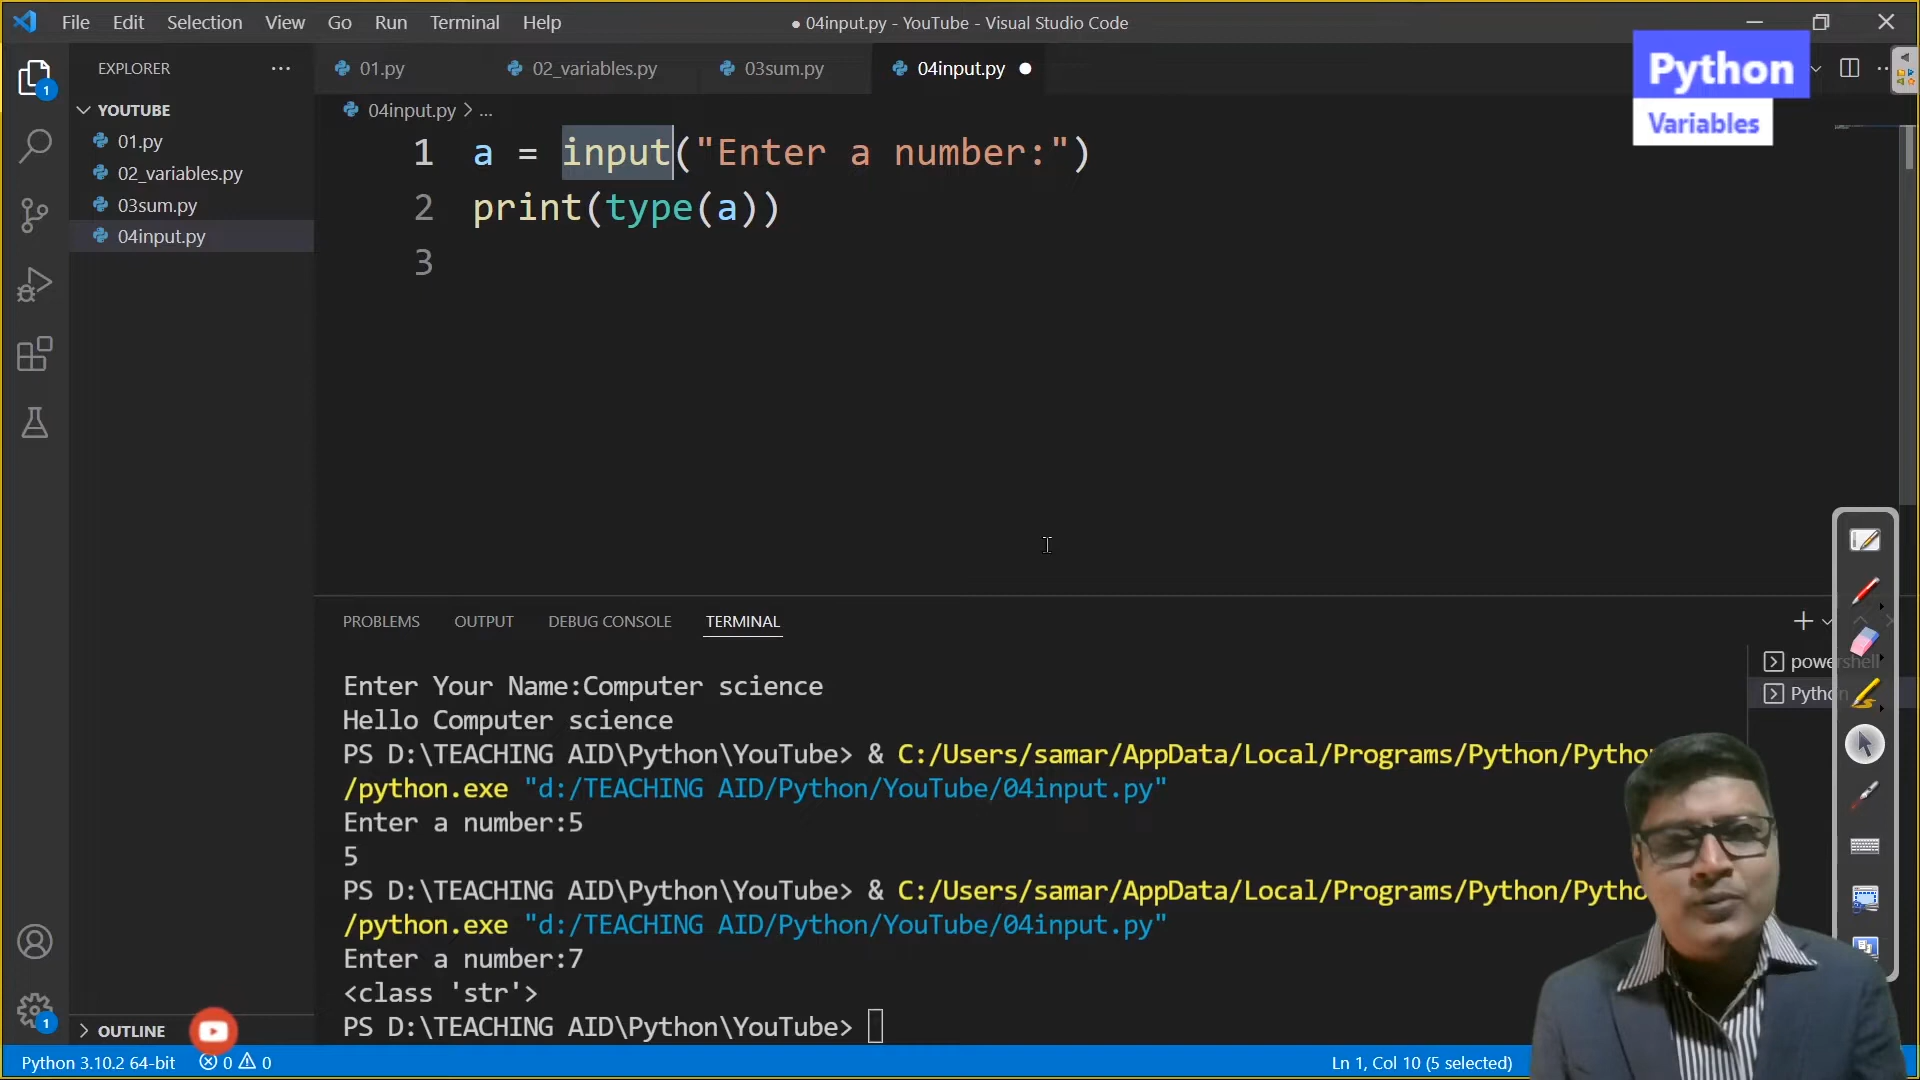 File Edit Selection View Go Run Terminal Help
● 04input.py - YouTube - Visual Studio Code
Python
Variables
EXPLORER
01.py
02_variables.py
03sum.py
04input.py
YOUTUBE
01.py
02_variables.py
03sum.py
04input.py
04input.py > ...
1 a = input("Enter a number:")
2 print(type(a))
3
PROBLEMS OUTPUT DEBUG CONSOLE TERMINAL
powershell
Python
Enter Your Name:Computer science
Hello Computer science
PS D:\TEACHING AID\Python\YouTube> & C:/Users/samar/AppData/Local/Programs/Python/Pytho
/python.exe "d:/TEACHING AID/Python/YouTube/04input.py"
Enter a number:5
5
PS D:\TEACHING AID\Python\YouTube> & C:/Users/samar/AppData/Local/Programs/Python/Pytho
/python.exe "d:/TEACHING AID/Python/YouTube/04input.py"
Enter a number:7
<class 'str'>
PS D:\TEACHING AID\Python\YouTube>
OUTLINE
1
1
Python 3.10.2 64-bit 0 0
Ln 1, Col 10 (5 selected)